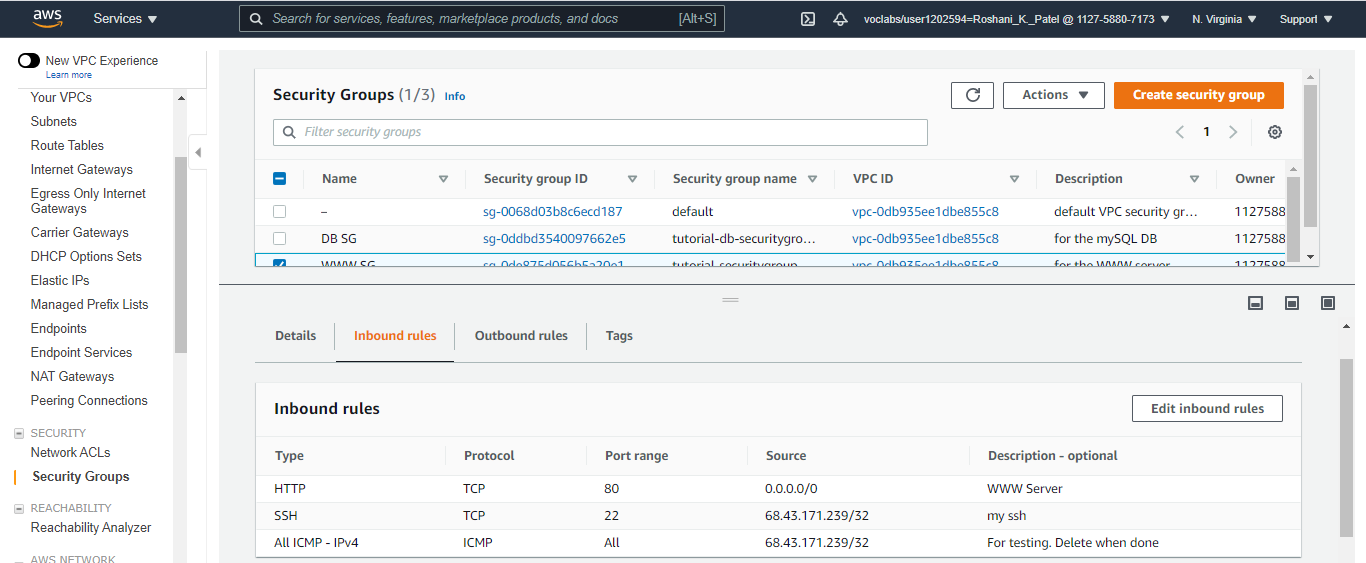 aws Services Search for services, features, marketplace products, and docs [Alt+S] voclabs/user1202594=Roshani_K._Patel @ 1127-5880-7173 N. Virginia Support
New VPC Experience
Learn more
Your VPCs
Subnets
Route Tables
Internet Gateways
Egress Only Internet
Gateways
Carrier Gateways
DHCP Options Sets
Elastic IPs
Managed Prefix Lists
Endpoints
Endpoint Services
NAT Gateways
Peering Connections
SECURITY
Network ACLs
Security Groups
REACHABILITY
Reachability Analyzer
AWS NETWORK
Security Groups (1/3) Info
Actions
Create security group
Filter security groups
1
Name Security group ID Security group name VPC ID Description Owner
– sg-0068d03b8c6ecd187 default vpc-0db935ee1dbe855c8 default VPC security gr... 1127588
DB SG sg-0ddbd3540097662e5 tutorial-db-securitygro... vpc-0db935ee1dbe855c8 for the mySQL DB 1127588
WWW SG sg-0de875d056b5a20e1 tutorial-securitygroup vpc-0db935ee1dbe855c8 for the WWW server 1127588
Details Inbound rules Outbound rules Tags
Inbound rules
Edit inbound rules
Type Protocol Port range Source Description - optional
HTTP TCP 80 0.0.0.0/0 WWW Server
SSH TCP 22 68.43.171.239/32 my ssh
All ICMP - IPv4 ICMP All 68.43.171.239/32 For testing. Delete when done